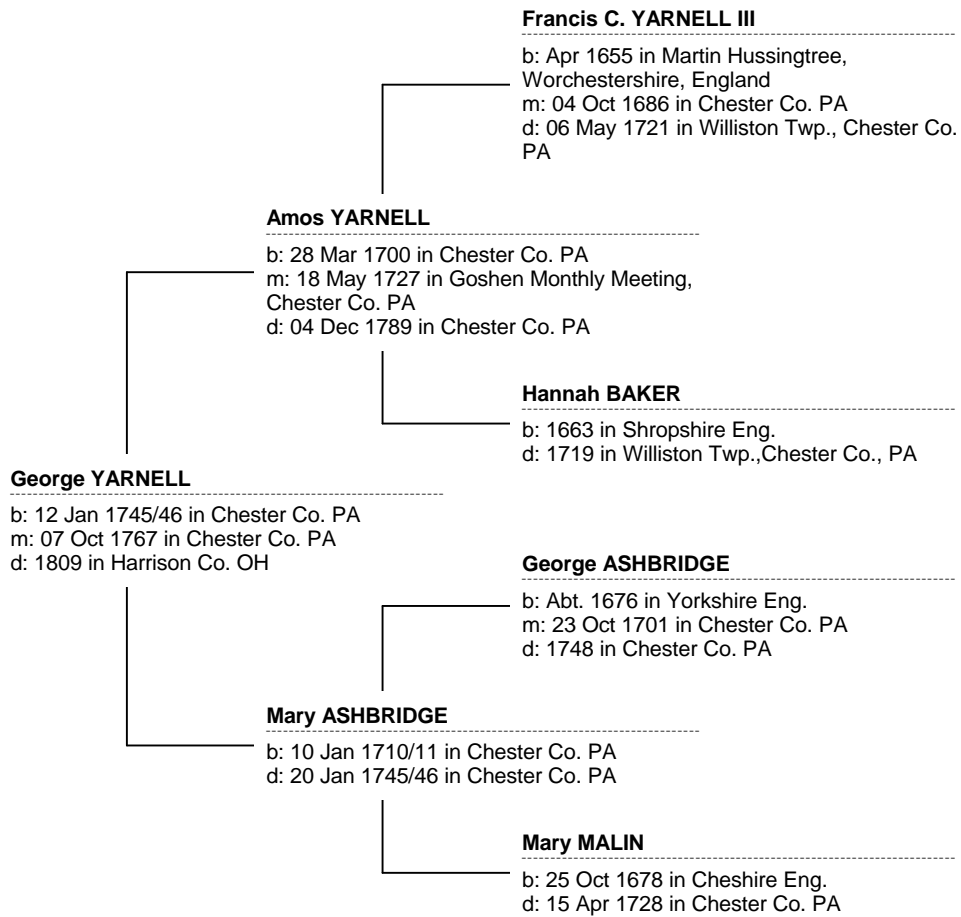 Francis C. YARNELL III
b: Apr 1655 in Martin Hussingtree,
Worchestershire, England
m: 04 Oct 1686 in Chester Co. PA
d: 06 May 1721 in Williston Twp., Chester Co.
PA
Amos YARNELL
b: 28 Mar 1700 in Chester Co. PA
m: 18 May 1727 in Goshen Monthly Meeting,
Chester Co. PA
d: 04 Dec 1789 in Chester Co. PA
Hannah BAKER
b: 1663 in Shropshire Eng.
d: 1719 in Williston Twp.,Chester Co., PA
George YARNELL
b: 12 Jan 1745/46 in Chester Co. PA
m: 07 Oct 1767 in Chester Co. PA
d: 1809 in Harrison Co. OH
George ASHBRIDGE
b: Abt. 1676 in Yorkshire Eng.
m: 23 Oct 1701 in Chester Co. PA
d: 1748 in Chester Co. PA
Mary ASHBRIDGE
b: 10 Jan 1710/11 in Chester Co. PA
d: 20 Jan 1745/46 in Chester Co. PA
Mary MALIN
b: 25 Oct 1678 in Cheshire Eng.
d: 15 Apr 1728 in Chester Co. PA